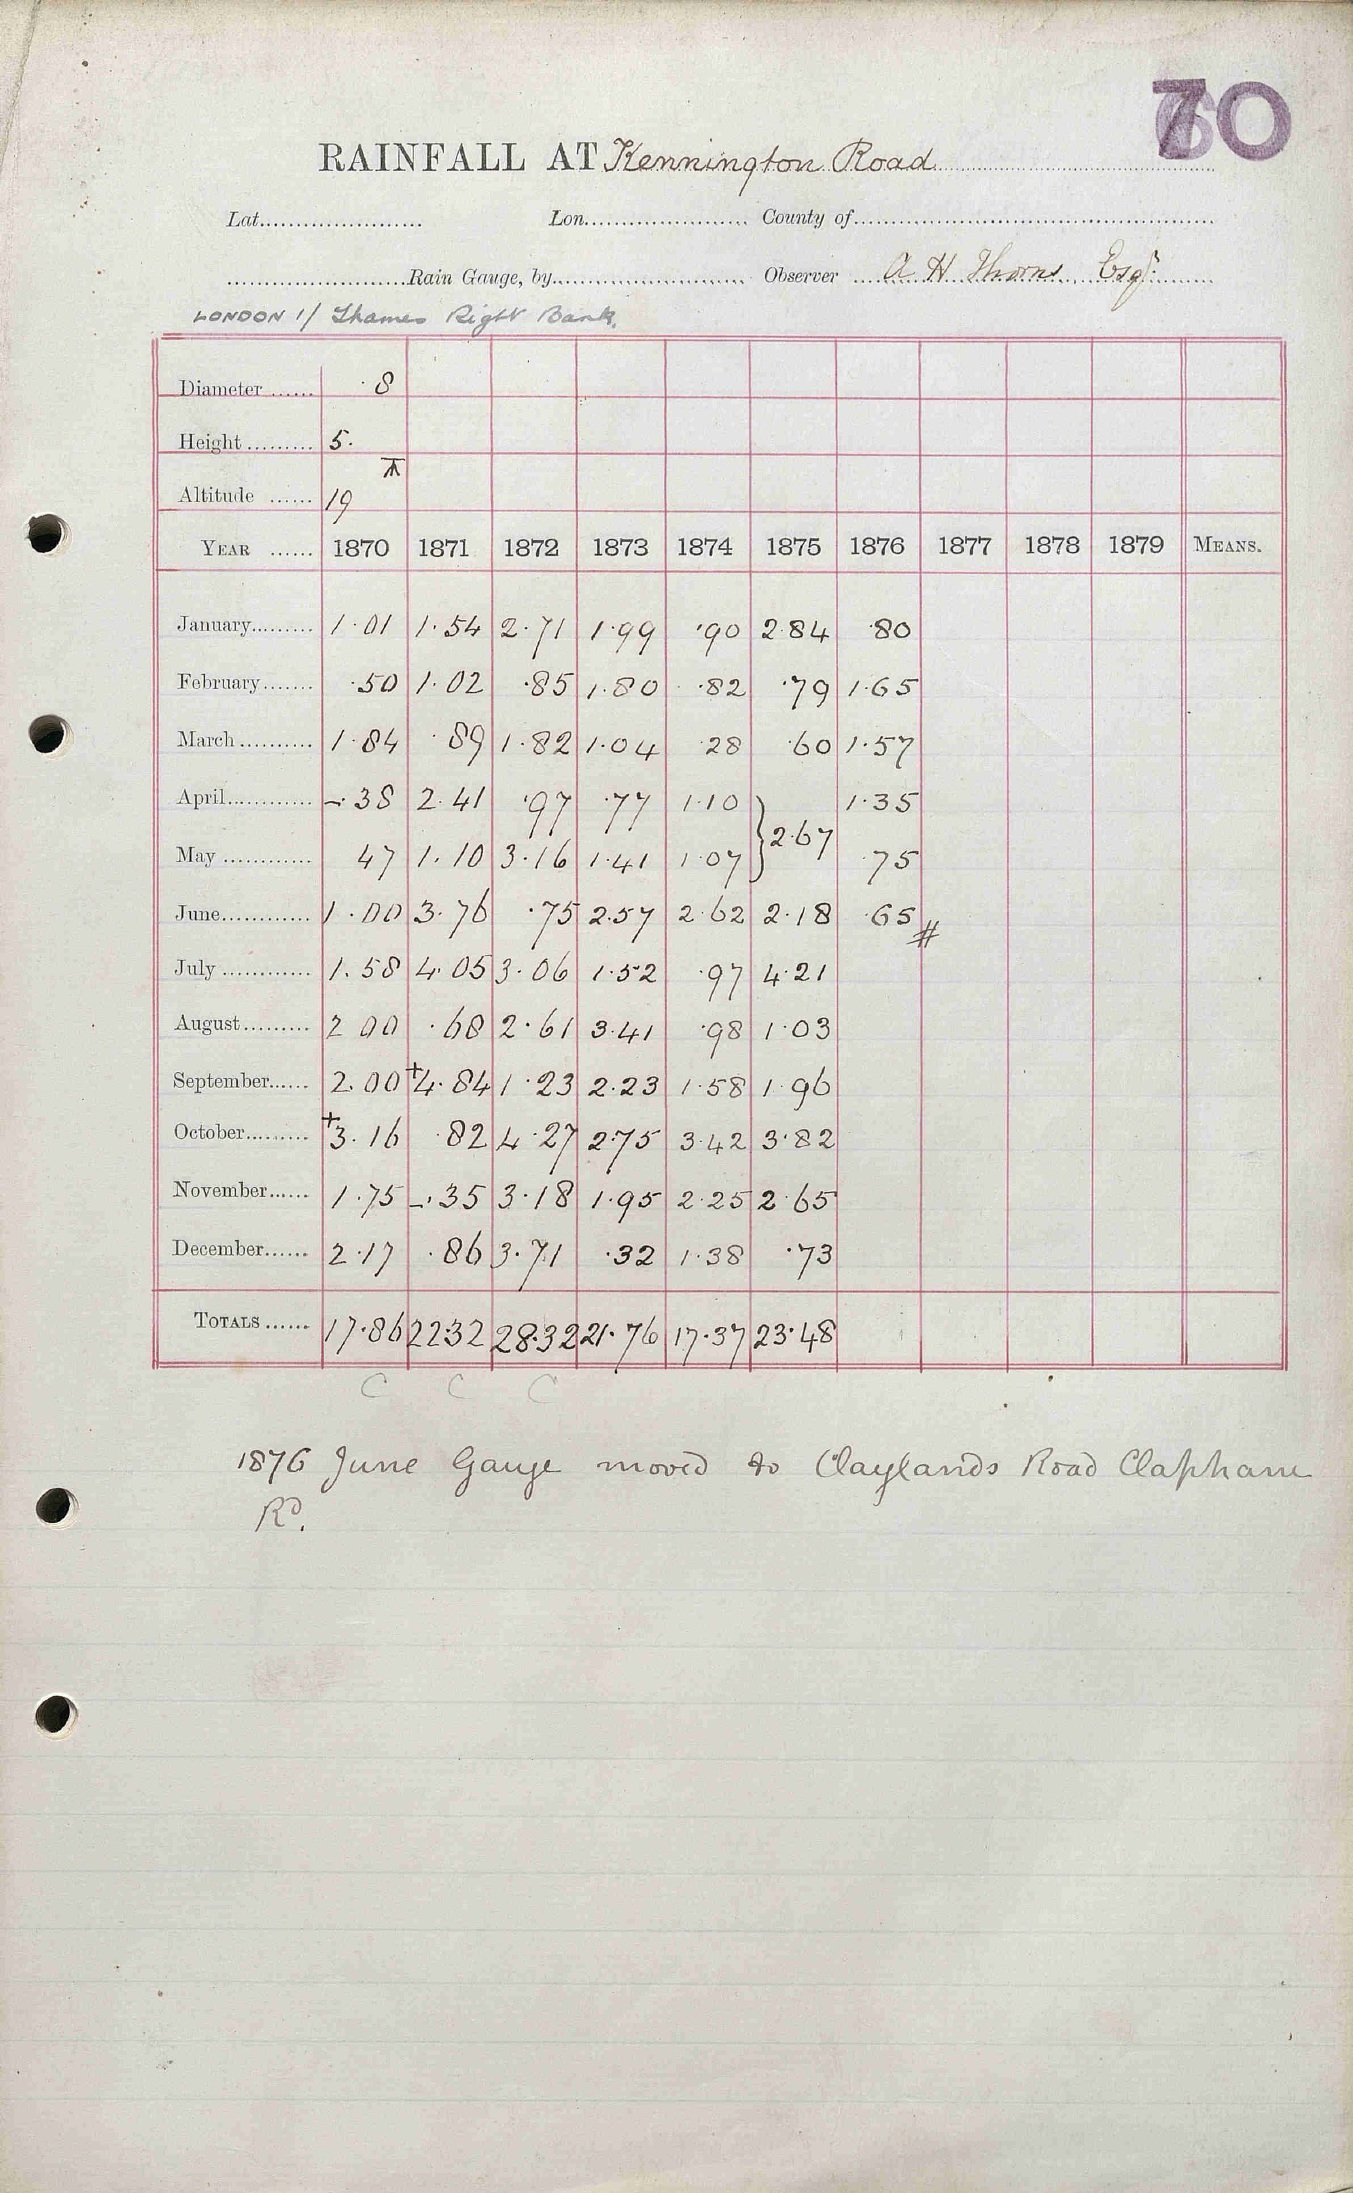 70
RAINFALL AT Kennington Road
Lat. Lon. County of
Rain Gauge, by Observer A H Thorns Esqr.
LONDON 1/ Thames Right Bank.
Diameter ...... ·8
Height ......... 5.
Altitude ...... 19
YEAR ...... 1870 1871 1872 1873 1874 1875 1876 1877 1878 1879 MEANS.
January......... 1·01 1·54 2·71 1·99 ·90 2·84 ·80
February....... ·50 1·02 ·85 1·80 ·82 ·79 1·65
March.......... 1·84 ·89 1·82 1·04 ·28 ·60 1·57
April............ –·38 2·41 ·97 ·77 1·10 } 1·35
2·67
May ............ 47 1·10 3·16 1·41 1·07 ·75
June............ 1·00 3·76 ·75 2·57 2·62 2·18 ·65 #
July ............ 1·58 4·05 3·06 1·52 ·97 4·21
August......... 2 00 ·68 2·61 3·41 ·98 1·03
September...... 2·00 +4·84 1·23 2·23 1·58 1·96
October......... +3·16 ·82 4·27 2·75 3·42 3·82
November...... 1·75 –·35 3·18 1·95 2·25 2·65
December...... 2·17 ·86 3·71 ·32 1·38 ·73
TOTALS ...... 17·86 22·32 28·32 21·76 17·37 23·48
C C C
1876 June Gauge moved to Claylands Road Clapham
Rd.